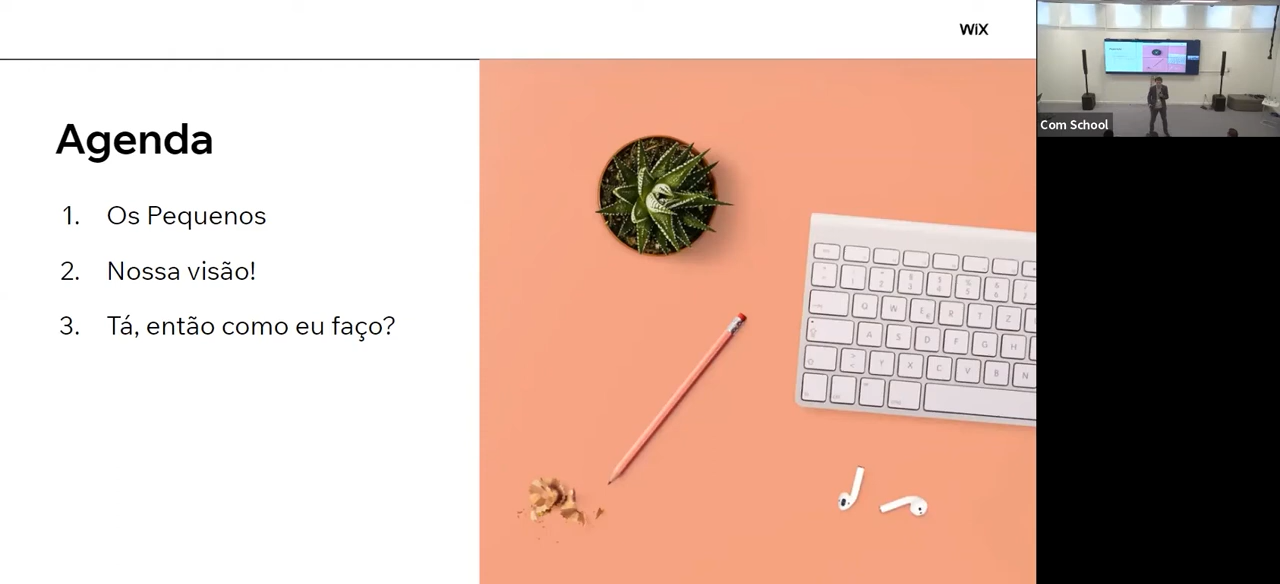 WiX
Agenda
1. Os Pequenos
2. Nossa visão!
3. Tá, então como eu faço?
Com School